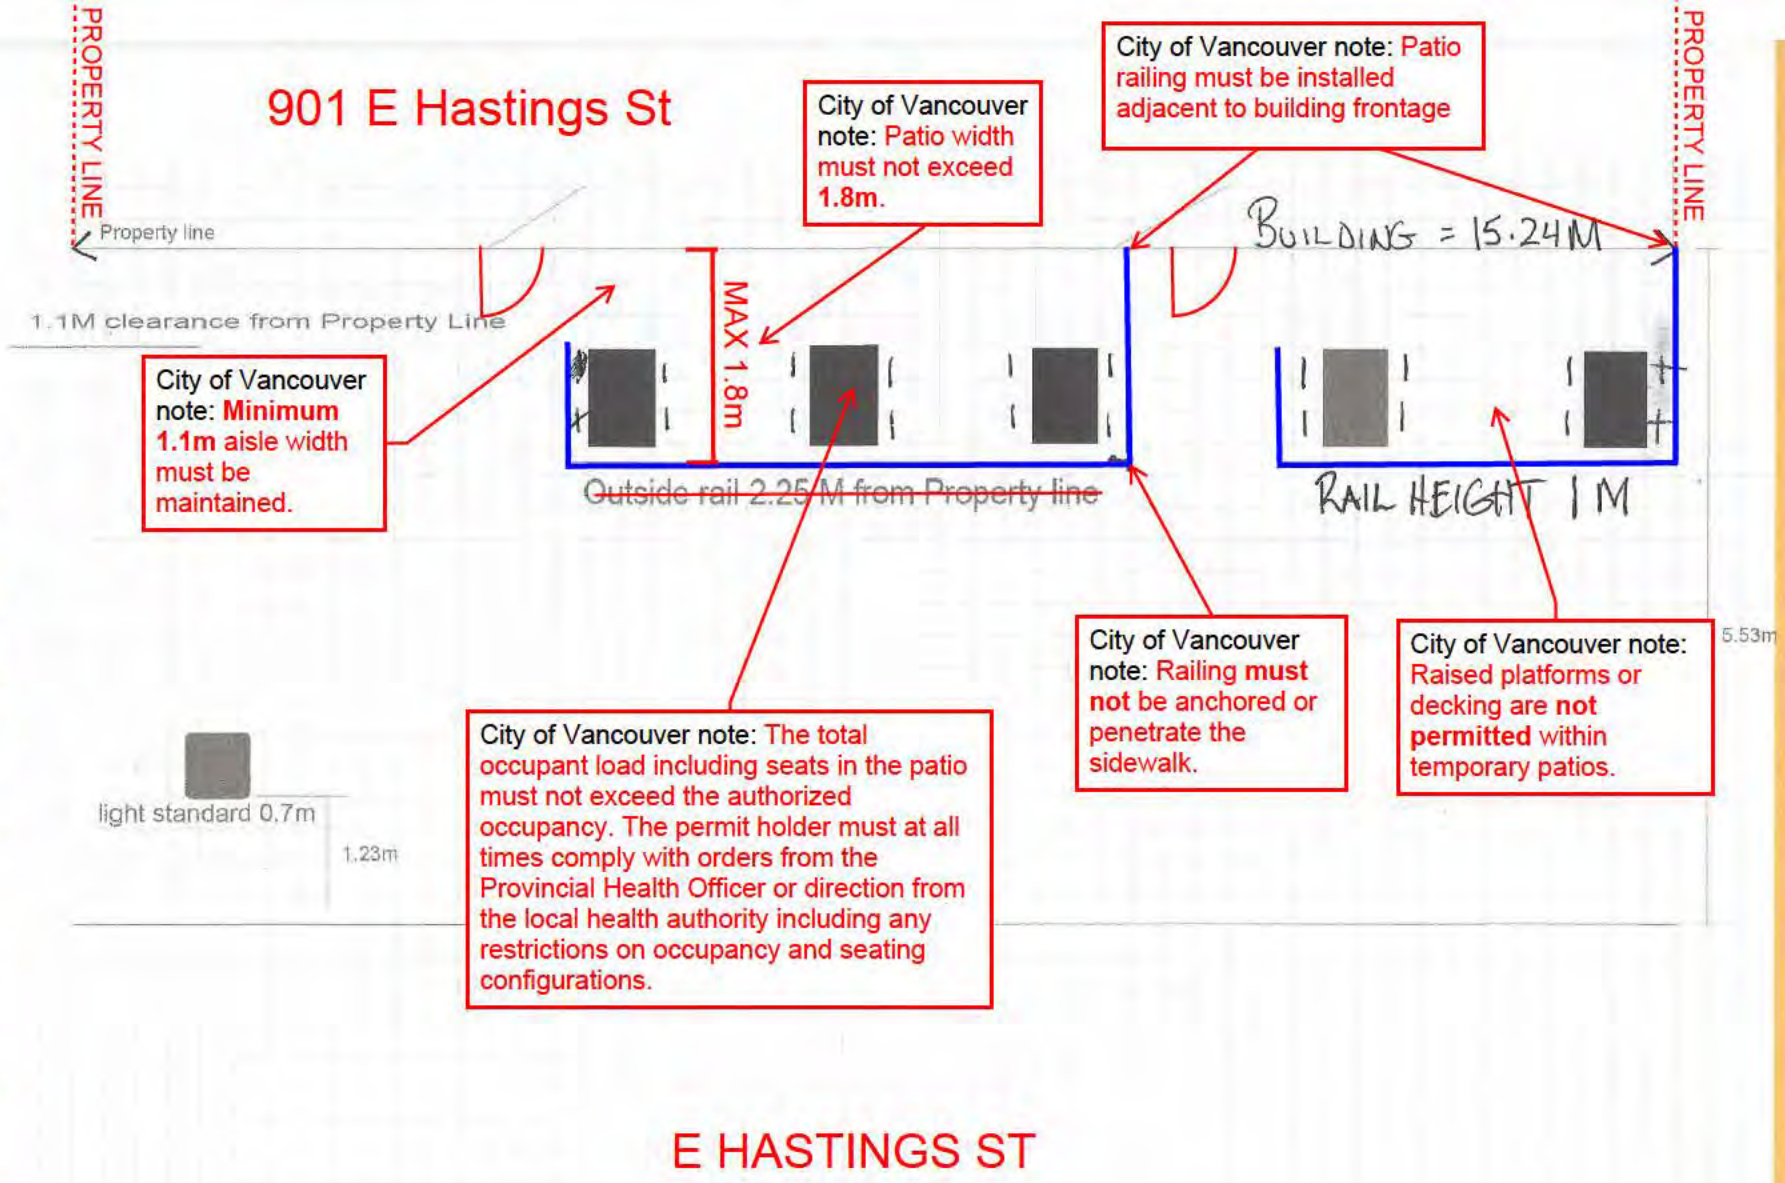 PROPERTY LINE
901 E Hastings St
City of Vancouver
note: Patio width
must not exceed
1.8m.
City of Vancouver note: Patio
railing must be installed
adjacent to building frontage
PROPERTY LINE
Property line
BUILDING = 15.24M
1.1M clearance from Property Line
MAX 1.8m
City of Vancouver
note: Minimum
1.1m aisle width
must be
maintained.
Outside rail 2.25 M from Property line
RAIL HEIGHT 1 M
City of Vancouver
note: Railing must
not be anchored or
penetrate the
sidewalk.
City of Vancouver note:
Raised platforms or
decking are not
permitted within
temporary patios.
5.53m
City of Vancouver note: The total
occupant load including seats in the patio
must not exceed the authorized
occupancy. The permit holder must at all
times comply with orders from the
Provincial Health Officer or direction from
the local health authority including any
restrictions on occupancy and seating
configurations.
light standard 0.7m
1.23m
E HASTINGS ST